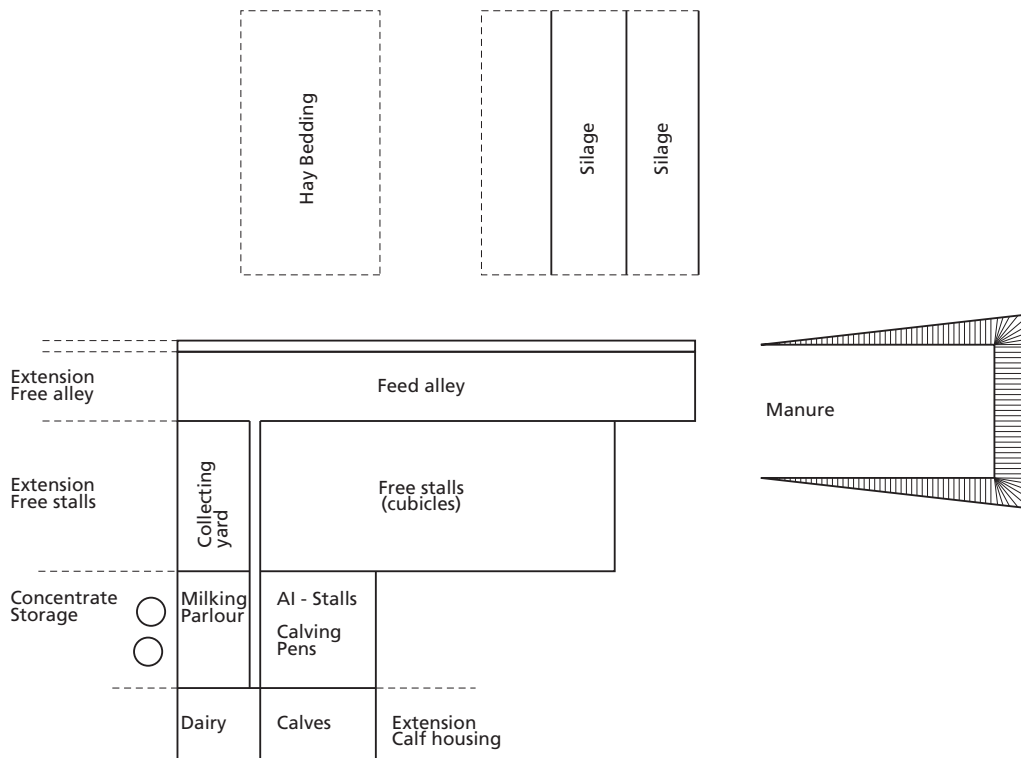 Hay Bedding
Silage
Silage
Extension
Free alley
Feed alley
Manure
Extension
Free stalls
Collecting
yard
Free stalls
(cubicles)
Concentrate
Storage
Milking
Parlour
AI - Stalls
Calving
Pens
Dairy
Calves
Extension
Calf housing